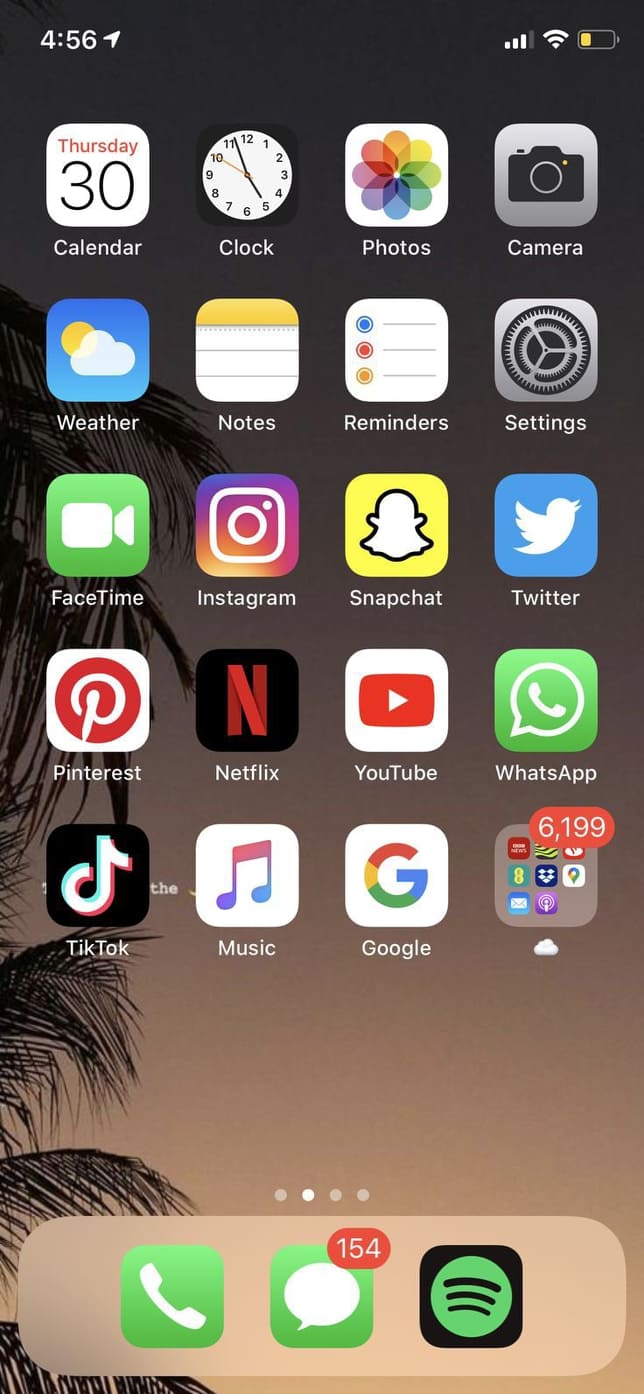 4:56
Thursday
30
12
11
1
10
2
9
3
8
4
7
5
6
Calendar
Clock
Photos
Camera
Weather
Notes
Reminders
Settings
FaceTime
Instagram
Snapchat
Twitter
Pinterest
Netflix
YouTube
WhatsApp
6,199
BBC
NEWS
the
TikTok
Music
Google
154